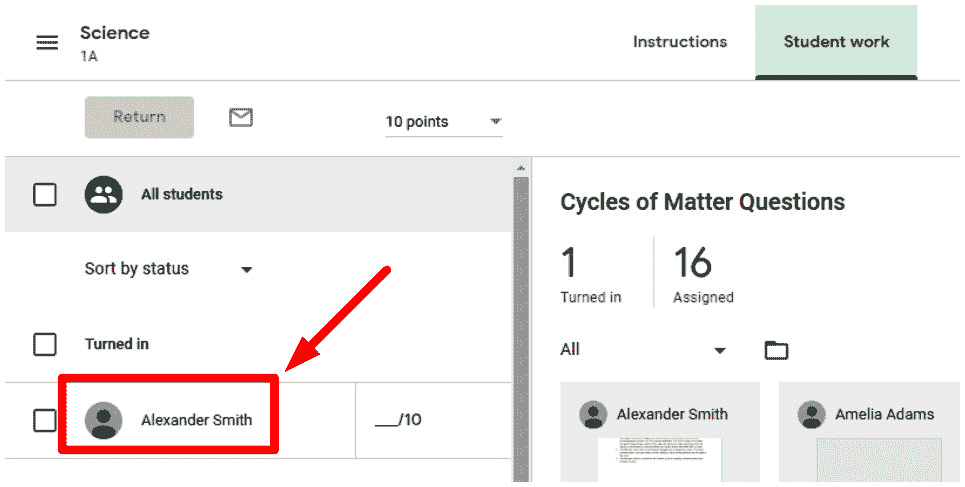 Science
1A
Instructions
Student work
Return
10 points
All students
Sort by status
Turned in
Alexander Smith
__/10
Cycles of Matter Questions
1
Turned in
16
Assigned
All
Alexander Smith
Amelia Adams